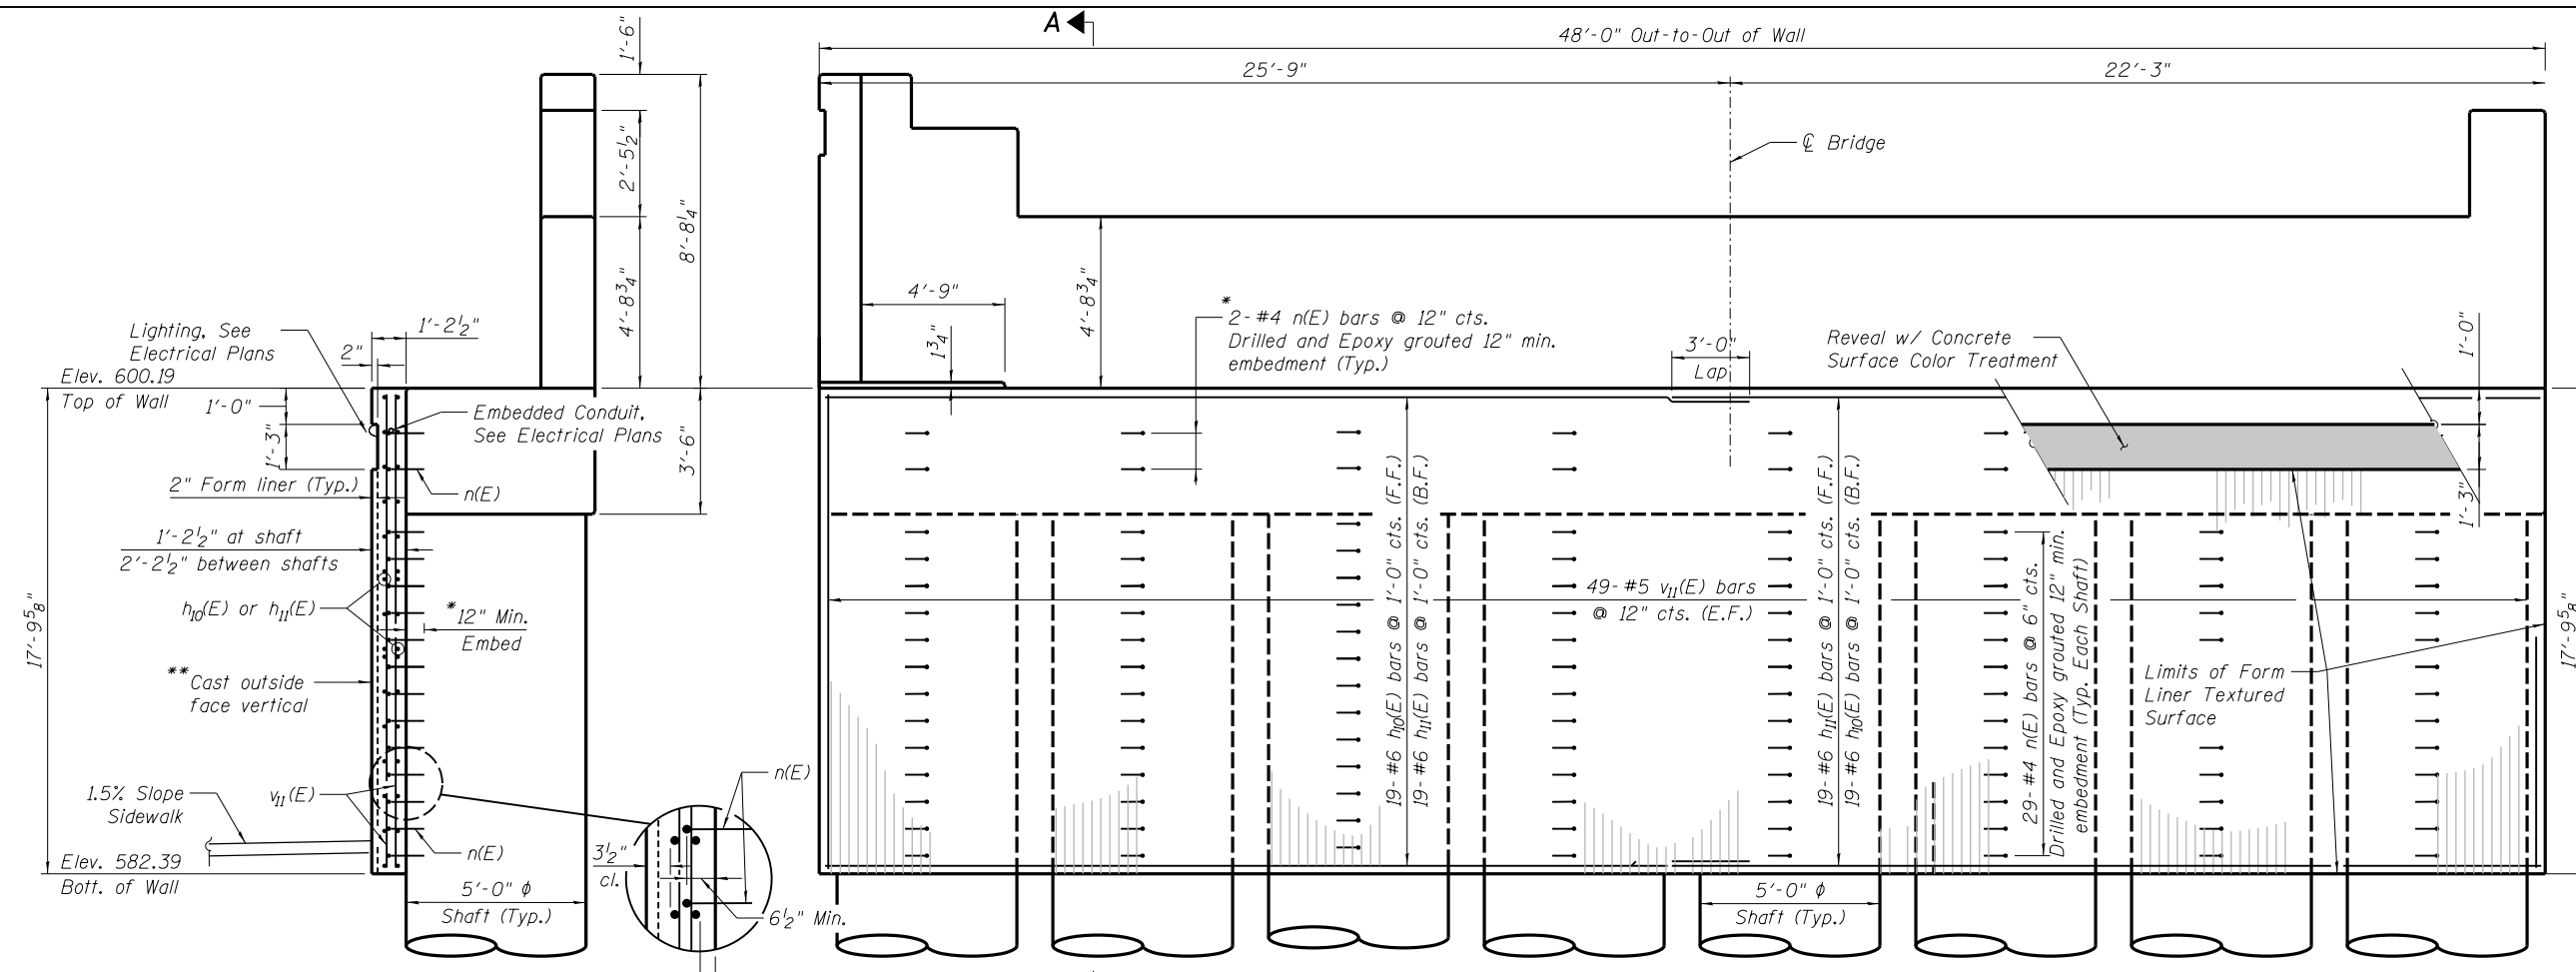 A
48'-0" Out-to-Out of Wall
25'-9"
22'-3"
1'-6"
2'-5½"
4'-8¾"
8'-8¼"
3'-6"
℄ Bridge
4'-9"
1¾"
4'-8¾"
*
2- #4 n(E) bars @ 12" cts.
Drilled and Epoxy grouted 12" min.
embedment (Typ.)
3'-0"
Lap
Reveal w/ Concrete
Surface Color Treatment
1'-0"
1'-3"
Lighting, See
Electrical Plans
1'-2½"
2"
Elev. 600.19
Top of Wall
1'-0"
1'-3"
Embedded Conduit,
See Electrical Plans
2" Form liner (Typ.)
n(E)
1'-2½" at shaft
2'-2½" between shafts
h10(E) or h11(E)
*12" Min.
Embed
17'-9⅝"
**
Cast outside
face vertical
1.5% Slope
Sidewalk
v11(E)
n(E)
Elev. 582.39
Bott. of Wall
5'-0" ϕ
Shaft (Typ.)
n(E)
3½"
cl.
6½" Min.
19- #6 h10(E) bars @ 1'-0" cts. (F.F.)
19- #6 h11(E) bars @ 1'-0" cts. (B.F.)
49- #5 v11(E) bars
@ 12" cts. (E.F.)
19- #6 h11(E) bars @ 1'-0" cts. (F.F.)
19- #6 h10(E) bars @ 1'-0" cts. (B.F.)
29- #4 n(E) bars @ 6" cts.
Drilled and Epoxy grouted 12" min.
embedment (Typ. Each Shaft)
Limits of Form
Liner Textured
Surface
17'-9⅝"
5'-0" ϕ
Shaft (Typ.)